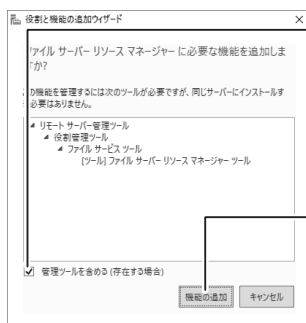 役割と機能の追加ウィザード
ファイル サーバー リソース マネージャー に必要な機能を追加しま
すか?
この機能を管理するには次のツールが必要ですが、同じサーバーにインストールす
る必要はありません。
リモート サーバー管理ツール
役割管理ツール
ファイル サービス ツール
[ツール] ファイル サーバー リソース マネージャー ツール
管理ツールを含める (存在する場合)
機能の追加
キャンセル